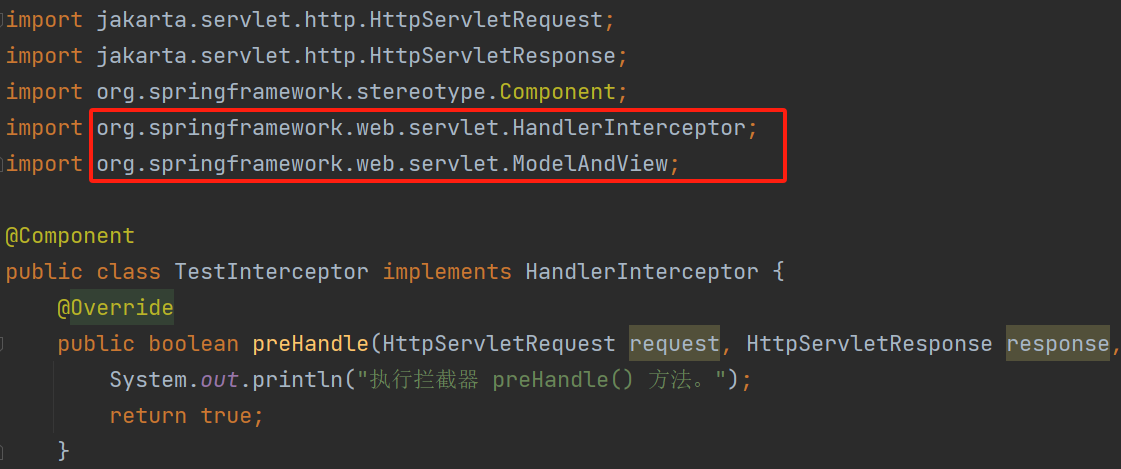 import jakarta.servlet.http.HttpServletRequest;
import jakarta.servlet.http.HttpServletResponse;
import org.springframework.stereotype.Component;
import org.springframework.web.servlet.HandlerInterceptor;
import org.springframework.web.servlet.ModelAndView;
@Component
public class TestInterceptor implements HandlerInterceptor {
@Override
public boolean preHandle(HttpServletRequest request, HttpServletResponse response,
System.out.println("执行拦截器 preHandle() 方法。");
return true;
}